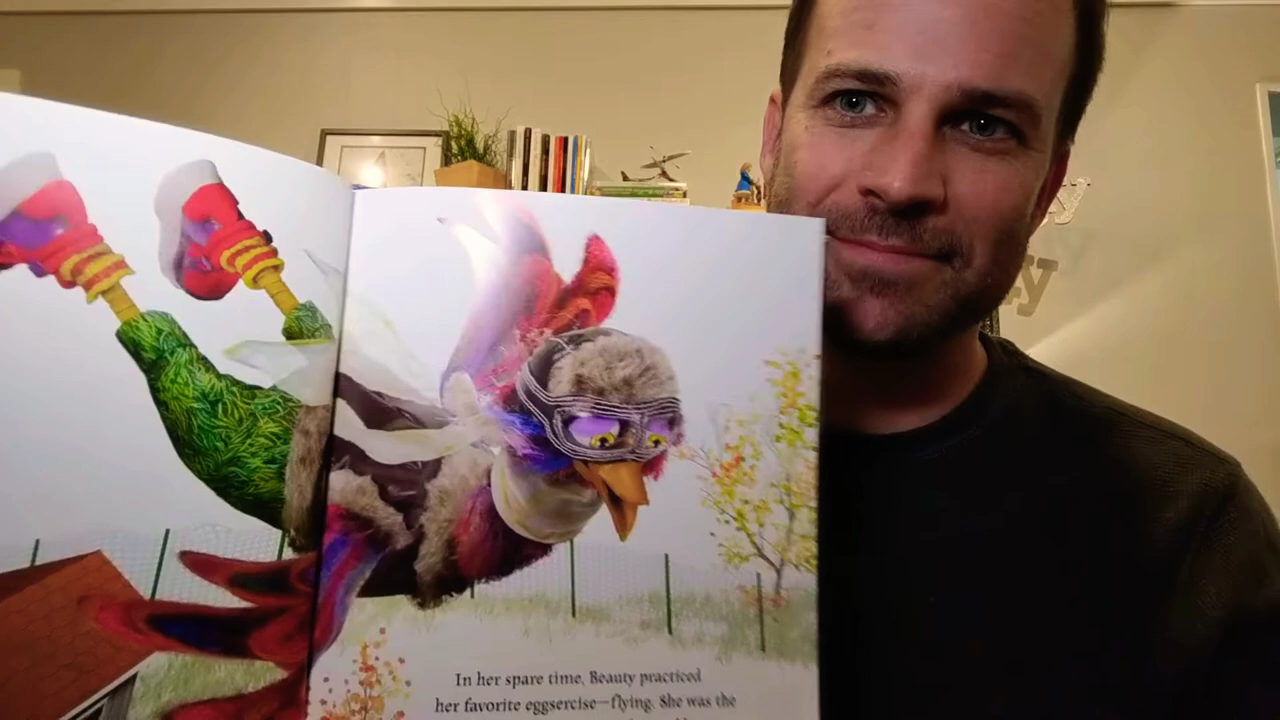 In her spare time, Beauty practiced
her favorite eggsercise—flying. She was the